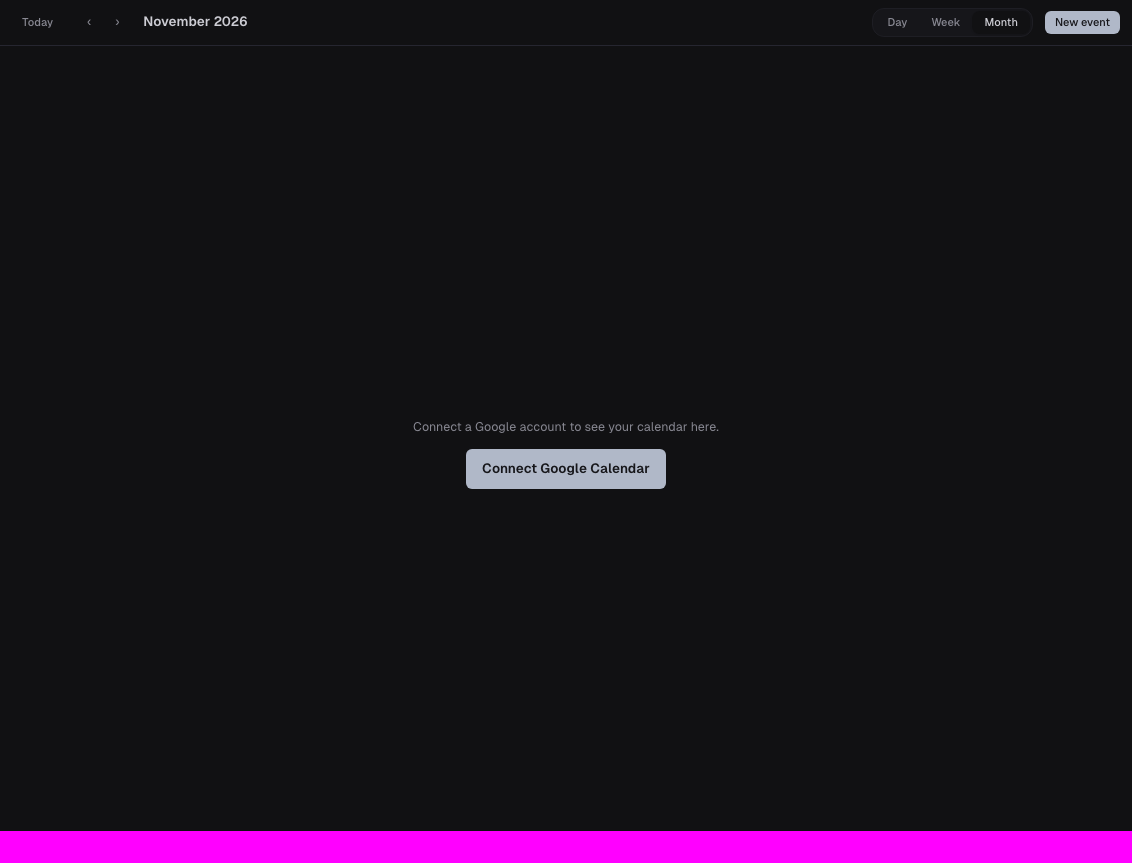 Today ‹ › November 2026 Day Week Month New event
Connect a Google account to see your calendar here.
Connect Google Calendar